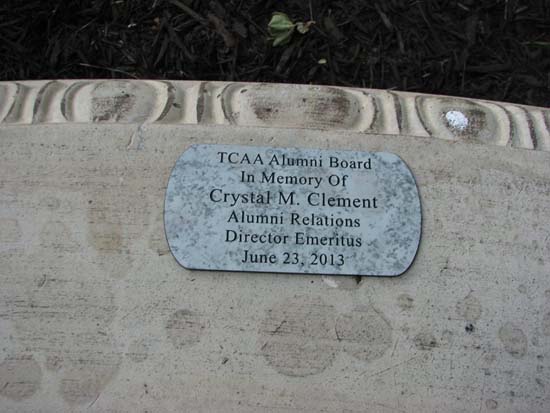 TCAA Alumni Board
In Memory Of
Crystal M. Clement
Alumni Relations
Director Emeritus
June 23, 2013